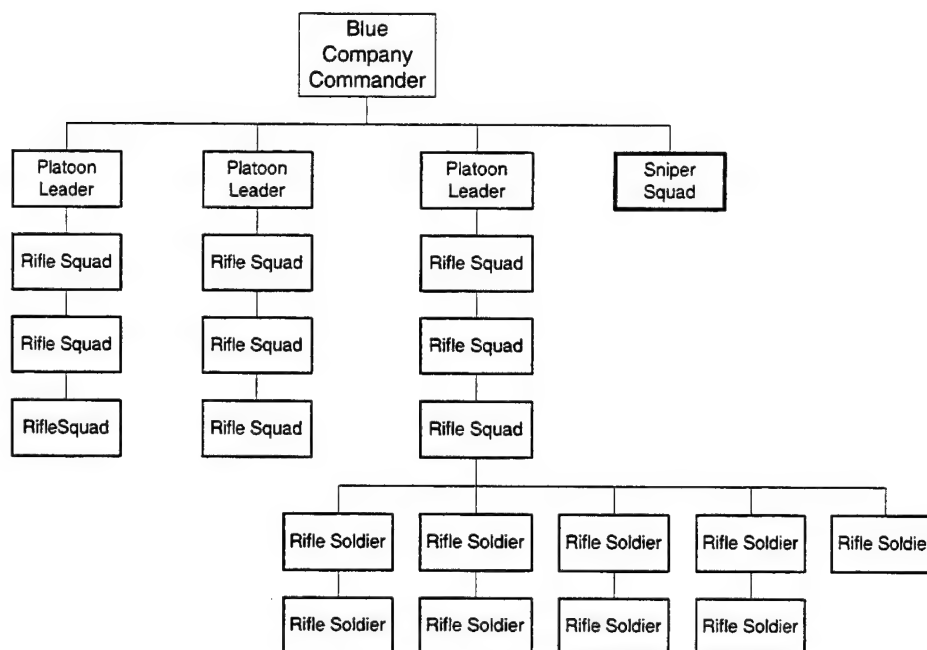 Blue
Company
Commander
Platoon
Leader
Platoon
Leader
Platoon
Leader
Sniper
Squad
Rifle Squad
Rifle Squad
Rifle Squad
Rifle Squad
Rifle Squad
Rifle Squad
RifleSquad
Rifle Squad
Rifle Squad
Rifle Soldier
Rifle Soldier
Rifle Soldier
Rifle Soldier
Rifle Soldie
Rifle Soldier
Rifle Soldier
Rifle Soldier
Rifle Soldier